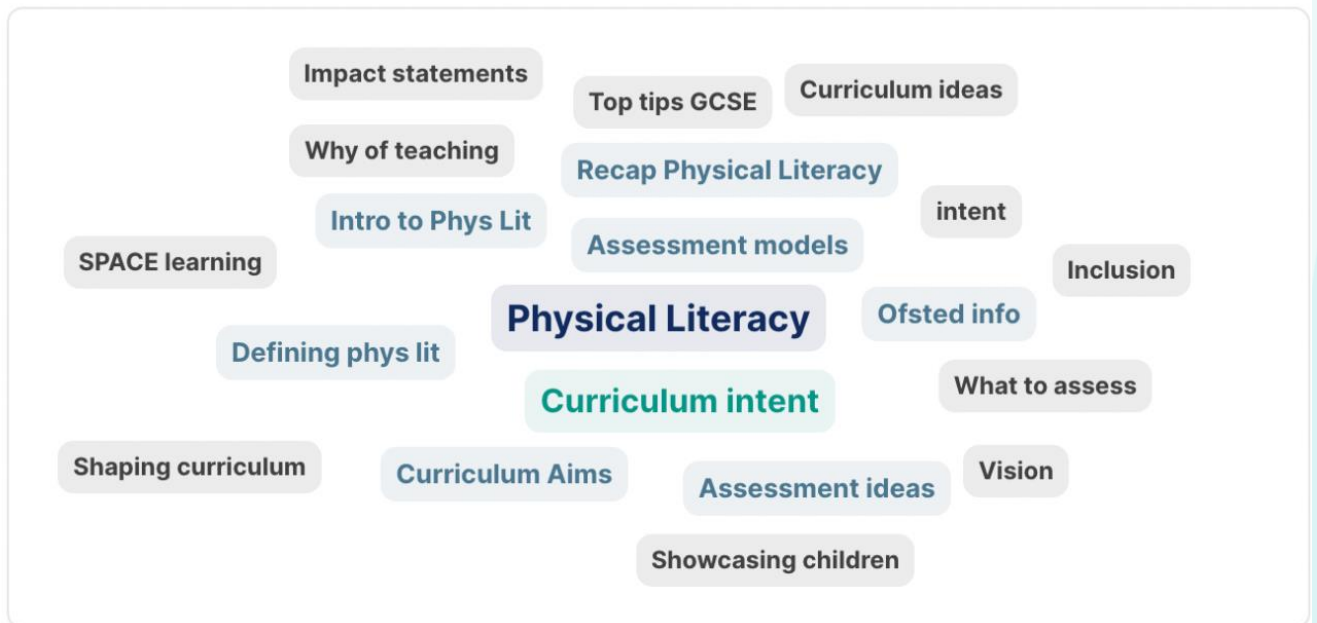 Impact statements
Top tips GCSE
Curriculum ideas
Why of teaching
Recap Physical Literacy
Intro to Phys Lit
intent
Assessment models
SPACE learning
Inclusion
Physical Literacy
Ofsted info
Defining phys lit
What to assess
Curriculum intent
Shaping curriculum
Curriculum Aims
Assessment ideas
Vision
Showcasing children